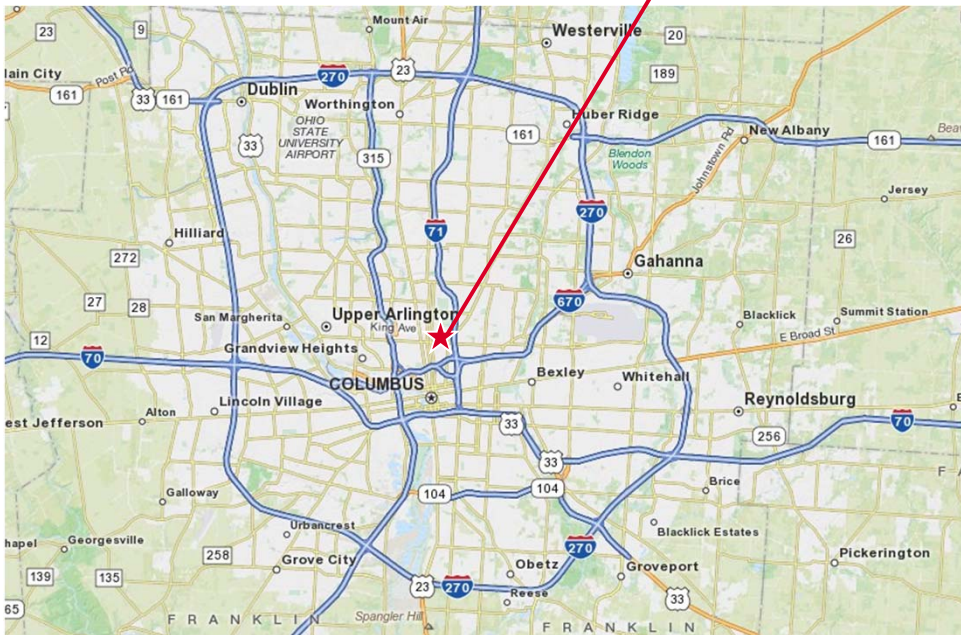 Mount Air
23
9
Westerville
20
270
23
189
lain City
Post Rd
161
33
161
Dublin
Worthington
Huber Ridge
OHIO
STATE
UNIVERSITY
AIRPORT
33
315
161
Blendon
Woods
Johnstown Rd
New Albany
161
Bea
Jersey
71
270
26
Hilliard
272
Gahanna
27
28
670
San Margherita
Upper Arlington
King Ave
Blacklick
Summit Station
E Broad St
12
70
Grandview Heights
COLUMBUS
Bexley
Whitehall
Reynoldsburg
Lincoln Village
Alton
est Jefferson
33
70
256
33
104
104
Brice
F A
Galloway
Urbancrest
Blacklick Estates
hapel
Georgesville
258
Grove City
270
Obetz
Groveport
Pickerington
139
135
23
270
Reese
33
65
F R A N K L I N
Spangler Hill
F R A N K L I N